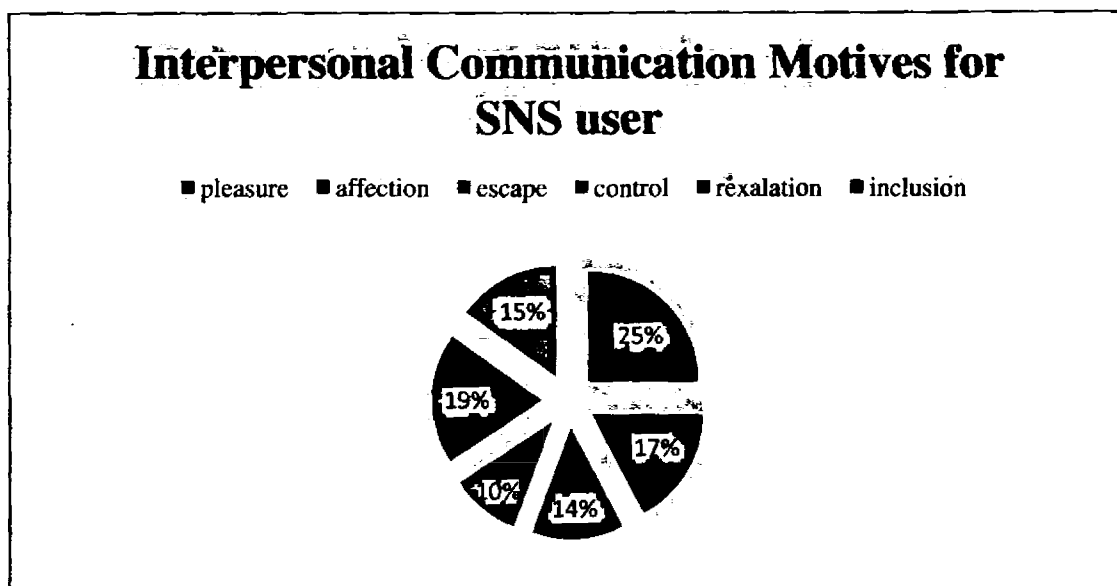 Interpersonal Communication Motives for
SNS user
pleasure affection escape control rexalation inclusion
15%
25%
19%
17%
10%
14%